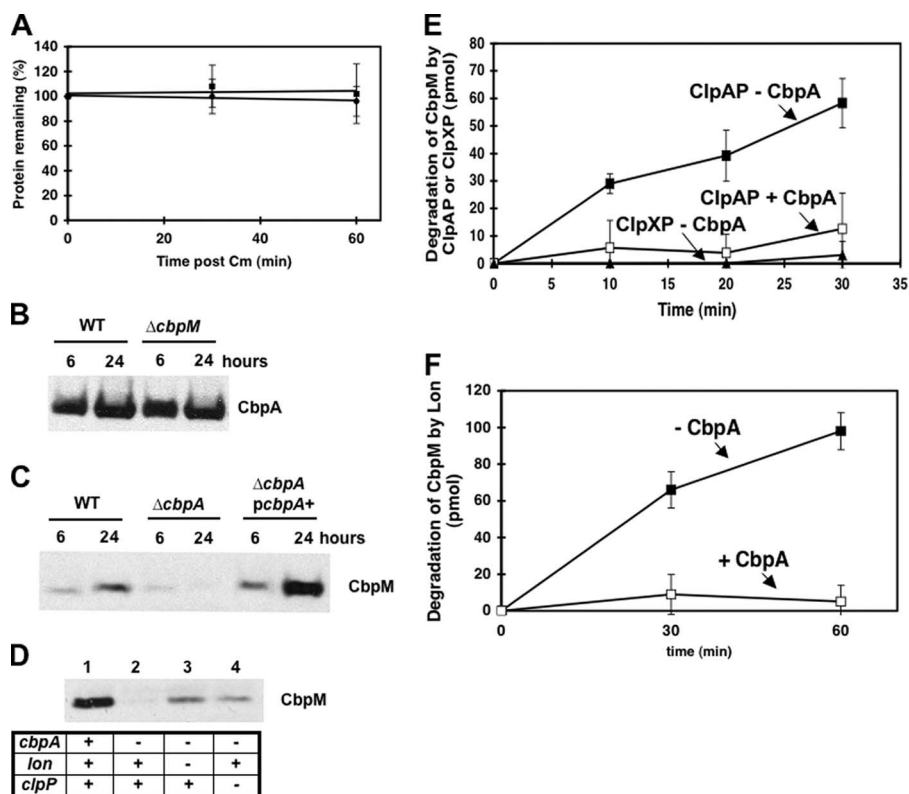 A
Protein remaining (%)
140
120
100
80
60
40
20
0
0
20
40
60
Time post Cm (min)
B
WT
ΔcbpM
6
24
6
24
hours
CbpA
C
WT
ΔcbpA
ΔcbpA
pcbpA+
6
24
6
24
6
24
hours
CbpM
D
1
2
3
4
CbpM
cbpA + - - -
lon + + - +
clpP + + + -
E
Degradation of CbpM by
ClpAP or ClpXP (pmol)
80
70
60
50
40
30
20
10
0
ClpAP - CbpA
ClpAP + CbpA
ClpXP - CbpA
0
5
10
15
20
25
30
35
Time (min)
F
Degradation of CbpM by Lon
(pmol)
120
100
80
60
40
20
0
- CbpA
+ CbpA
0
30
60
time (min)